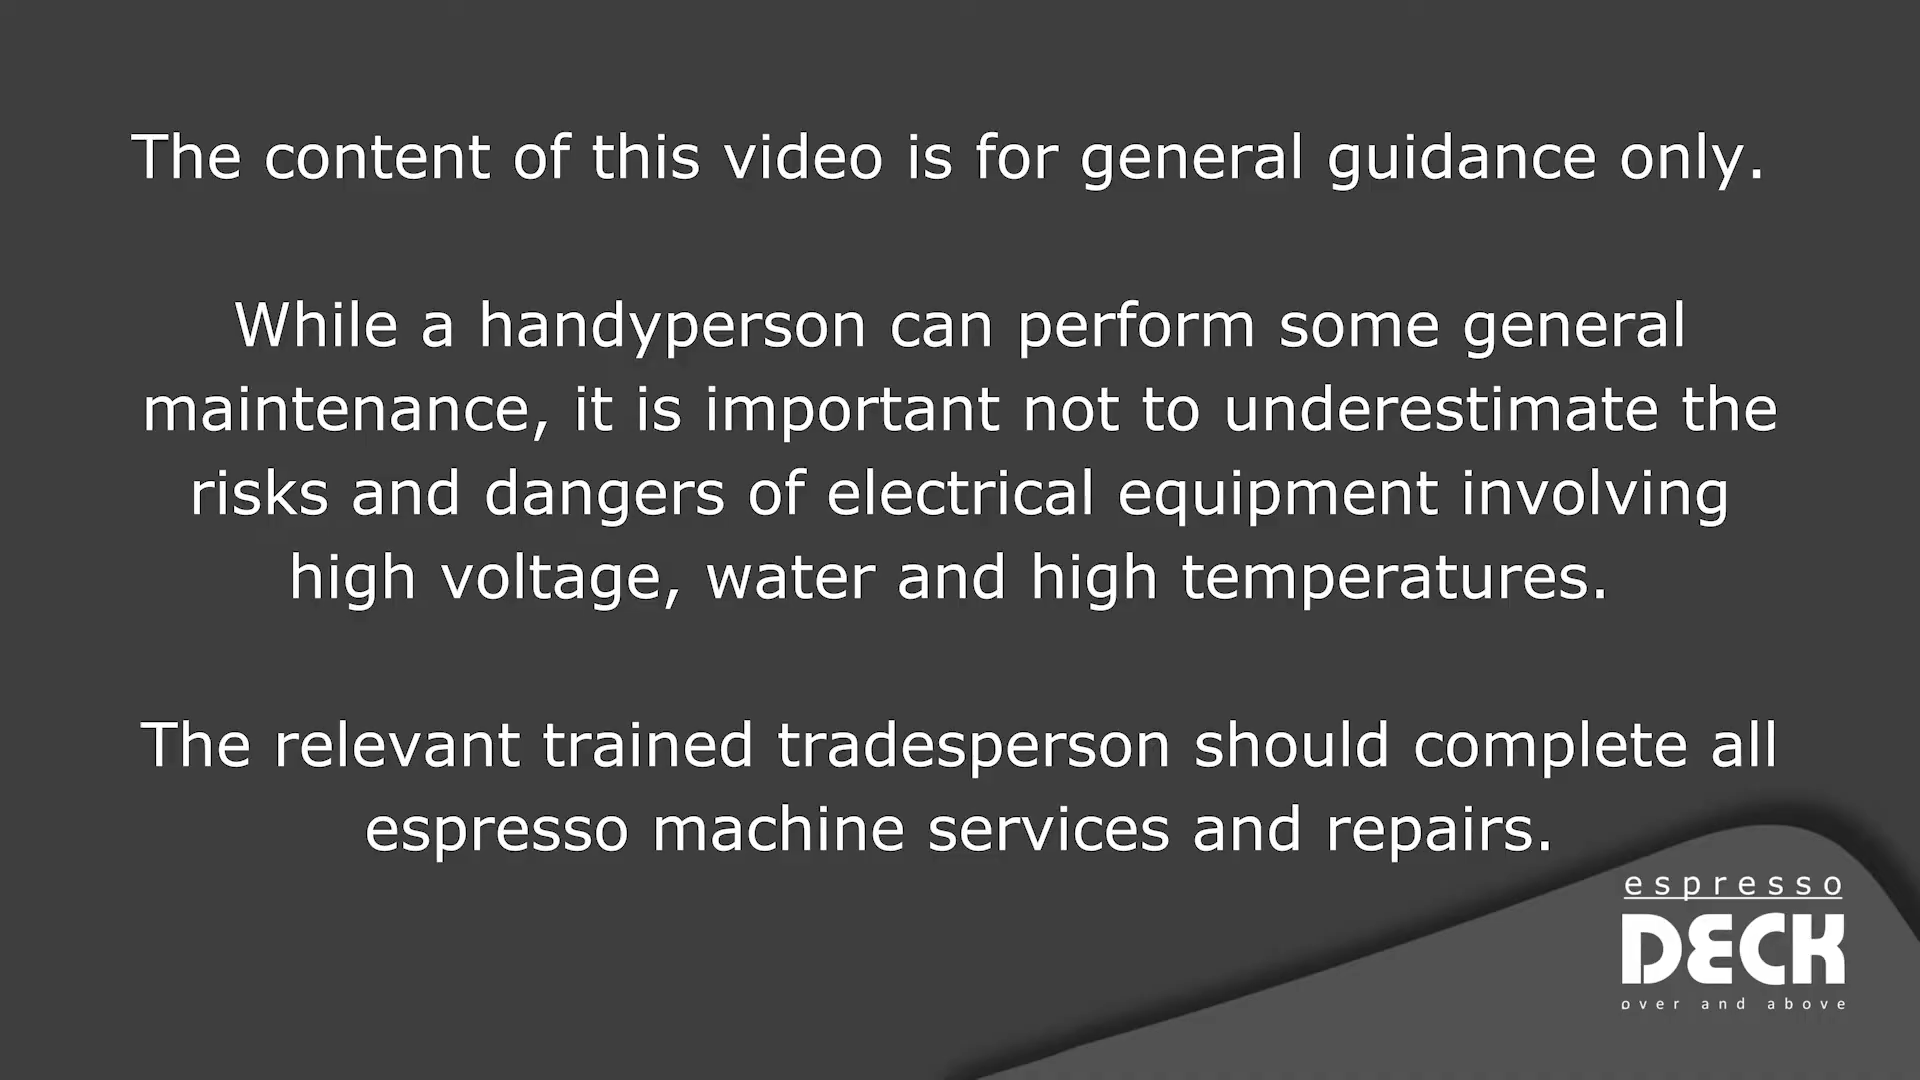 The content of this video is for general guidance only.
While a handyperson can perform some general
maintenance, it is important not to underestimate the
risks and dangers of electrical equipment involving
high voltage, water and high temperatures.
The relevant trained tradesperson should complete all
espresso machine services and repairs.
espresso
DECK
over and above